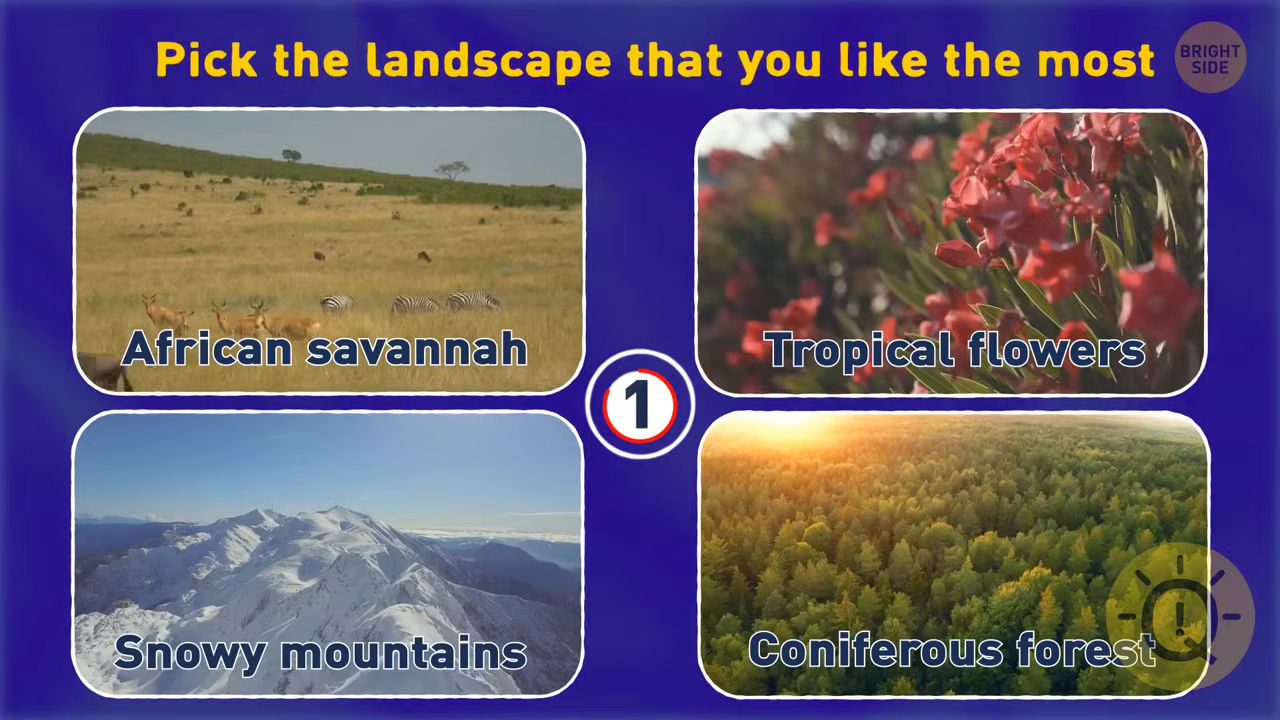 Pick the landscape that you like the most
BRIGHT
SIDE
African savannah
Tropical flowers
1
Snowy mountains
Coniferous forest